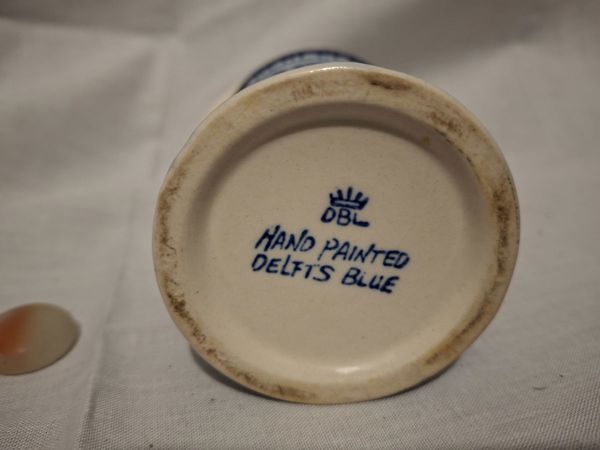 DBL
HAND PAINTED
DELFTS BLUE